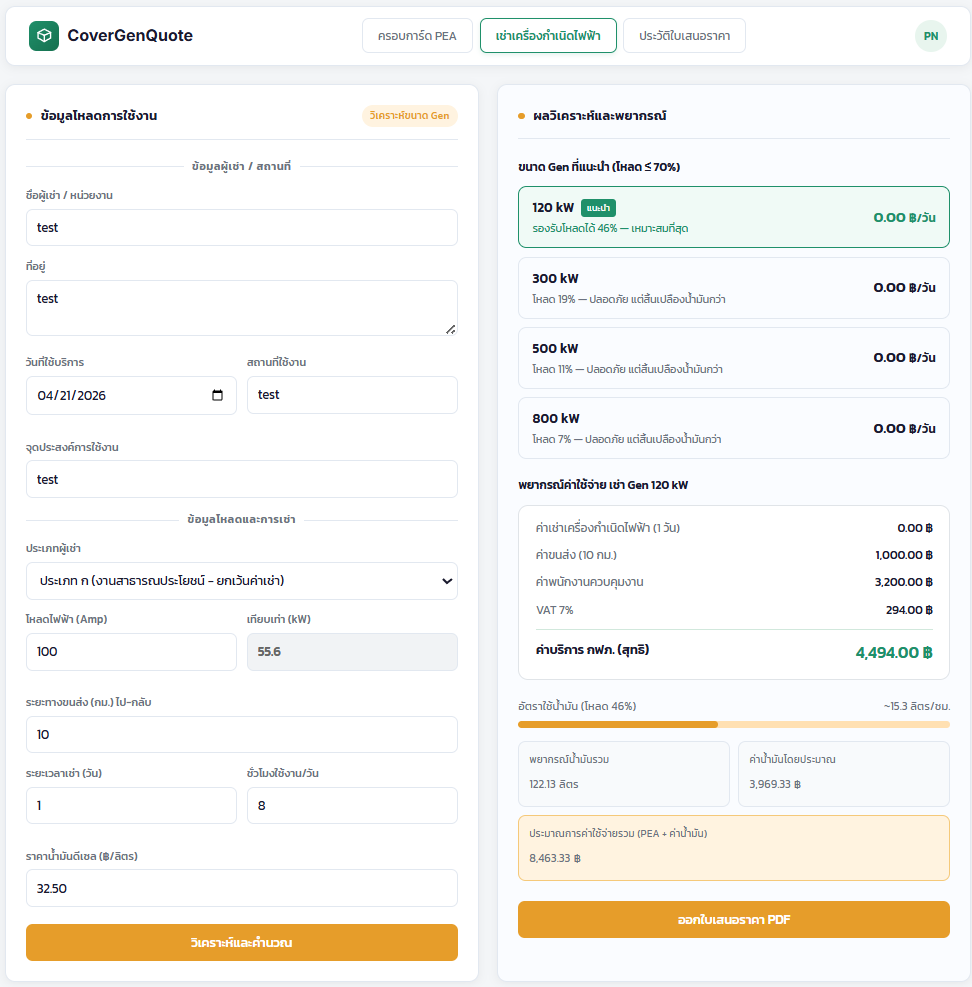 CoverGenQuote
ครอบการ์ด PEA
เช่าเครื่องกำเนิดไฟฟ้า
ประวัติใบเสนอราคา
PN
ข้อมูลโหลดการใช้งาน
วิเคราะห์ขนาด Gen
ข้อมูลผู้เช่า / สถานที่
ชื่อผู้เช่า / หน่วยงาน
test
ที่อยู่
test
วันที่ใช้บริการ
สถานที่ใช้งาน
04/21/2026
test
จุดประสงค์การใช้งาน
test
ข้อมูลโหลดและการเช่า
ประเภทผู้เช่า
ประเภท ก (งานสาธารณประโยชน์ - ยกเว้นค่าเช่า)
โหลดไฟฟ้า (Amp)
เทียบเท่า (kW)
100
55.6
ระยะทางขนส่ง (กม.) ไป-กลับ
10
ระยะเวลาเช่า (วัน)
ชั่วโมงใช้งาน/วัน
1
8
ราคาน้ำมันดีเซล (฿/ลิตร)
32.50
วิเคราะห์และคำนวณ
ผลวิเคราะห์และพยากรณ์
ขนาด Gen ที่แนะนำ (โหลด ≤ 70%)
120 kW แนะนำ
0.00 ฿/วัน
รองรับโหลดได้ 46% — เหมาะสมที่สุด
300 kW
0.00 ฿/วัน
โหลด 19% — ปลอดภัย แต่สิ้นเปลืองน้ำมันกว่า
500 kW
0.00 ฿/วัน
โหลด 11% — ปลอดภัย แต่สิ้นเปลืองน้ำมันกว่า
800 kW
0.00 ฿/วัน
โหลด 7% — ปลอดภัย แต่สิ้นเปลืองน้ำมันกว่า
พยากรณ์ค่าใช้จ่าย เช่า Gen 120 kW
ค่าเช่าเครื่องกำเนิดไฟฟ้า (1 วัน) 0.00 ฿
ค่าขนส่ง (10 กม.) 1,000.00 ฿
ค่าพนักงานควบคุมงาน 3,200.00 ฿
VAT 7% 294.00 ฿
ค่าบริการ กฟภ. (สุทธิ) 4,494.00 ฿
อัตราใช้น้ำมัน (โหลด 46%) ~15.3 ลิตร/ชม.
พยากรณ์น้ำมันรวม
122.13 ลิตร
ค่าน้ำมันโดยประมาณ
3,969.33 ฿
ประมาณการค่าใช้จ่ายรวม (PEA + ค่าน้ำมัน)
8,463.33 ฿
ออกใบเสนอราคา PDF